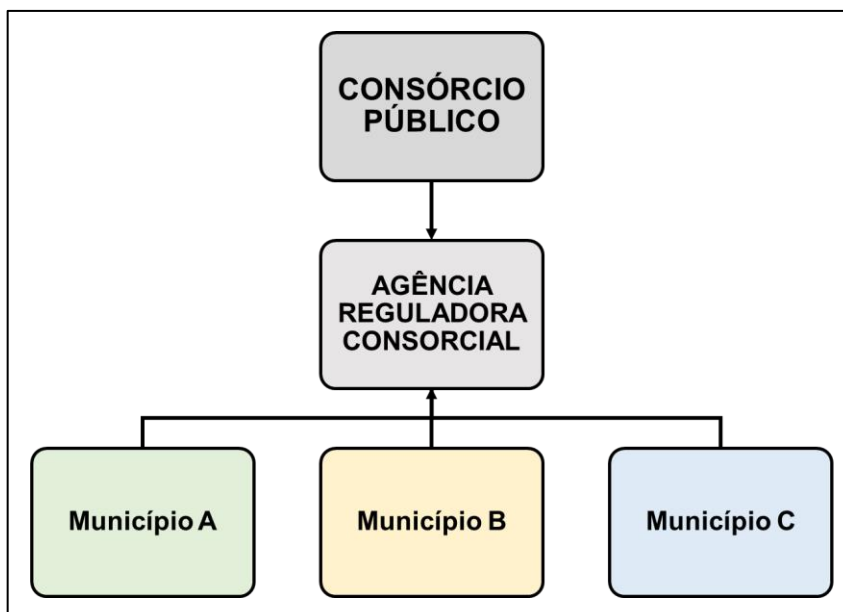 CONSÓRCIO
PÚBLICO
AGÊNCIA
REGULADORA
CONSORCIAL
Município A
Município B
Município C